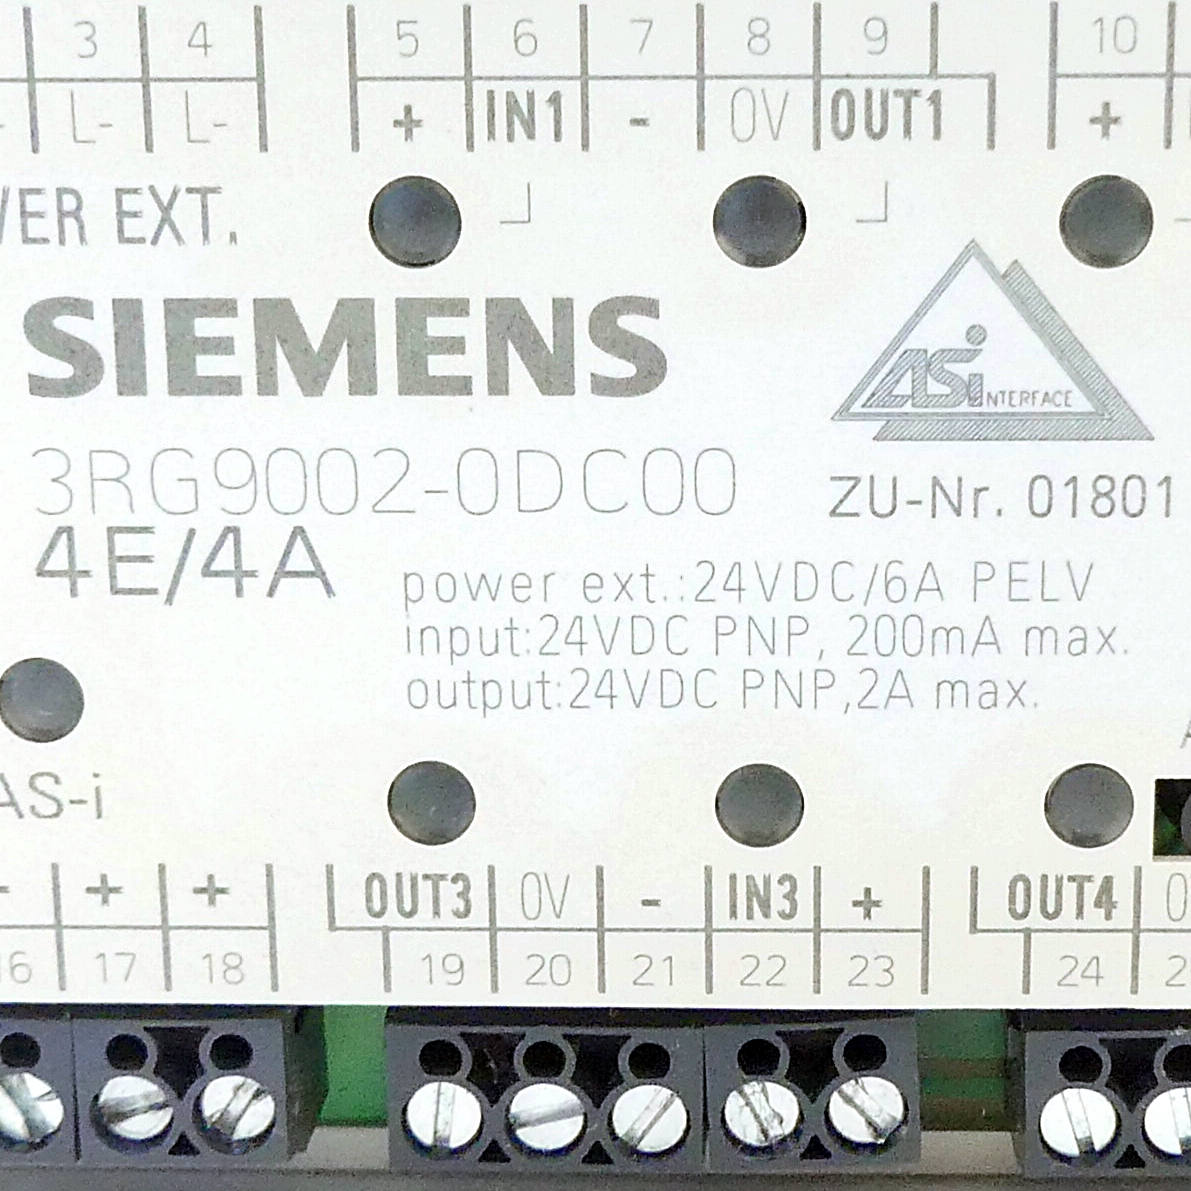 3 4 5 6 7 8 9 10
L- L- + IN1 - 0V OUT1 +
EXT.
SIEMENS
ASi NTERFACE
3RG9002-0DC00
ZU-Nr. 01801
4E/4A
power ext.:24VDC/6A PELV
input:24VDC PNP, 200mA max.
output:24VDC PNP,2A max.
AS-i
+ + OUT3 0V - IN3 + OUT4
17 18 19 20 21 22 23 24